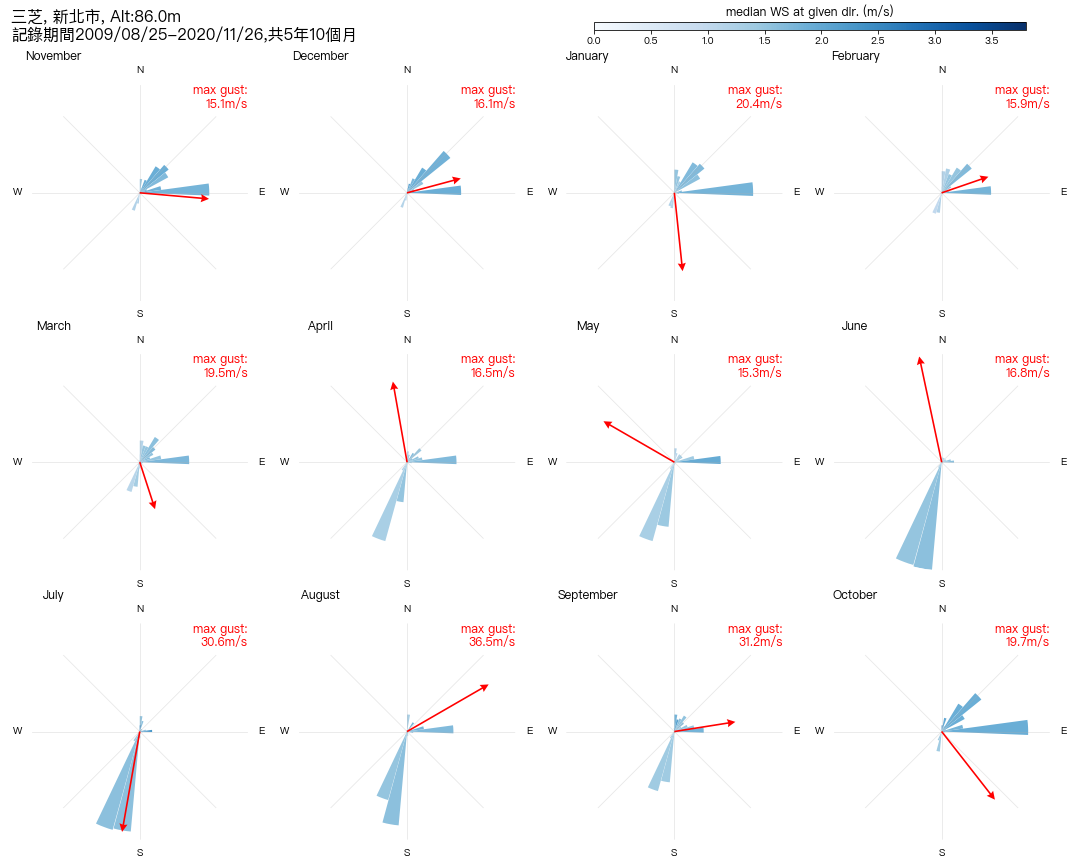 三芝, 新北市, Alt:86.0m
記錄期間2009/08/25-2020/11/26,共5年10個月
median WS at given dir. (m/s)
0.0 0.5 1.0 1.5 2.0 2.5 3.0 3.5
November December January February
N N N N
max gust: max gust: max gust: max gust:
15.1m/s 16.1m/s 20.4m/s 15.9m/s
W E W E W E W E
S S S S
March April May June
N N N N
max gust: max gust: max gust: max gust:
19.5m/s 16.5m/s 15.3m/s 16.8m/s
W E W E W E W E
S S S S
July August September October
N N N N
max gust: max gust: max gust: max gust:
30.6m/s 36.5m/s 31.2m/s 19.7m/s
W E W E W E W E
S S S S